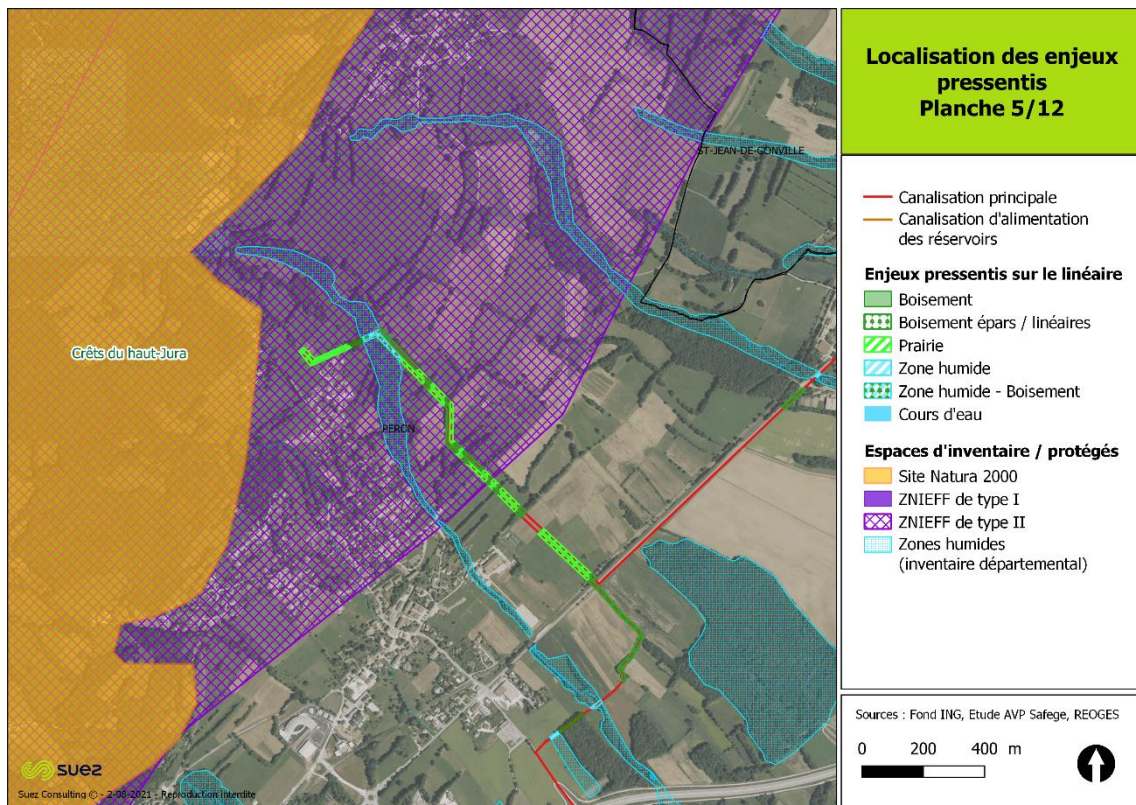 Localisation des enjeux
pressentis
Planche 5/12
Canalisation principale
Canalisation d'alimentation
des réservoirs
Enjeux pressentis sur le linéaire
Boisement
Boisement épars / linéaires
Prairie
Zone humide
Zone humide - Boisement
Cours d'eau
Espaces d'inventaire / protégés
Site Natura 2000
ZNIEFF de type I
ZNIEFF de type II
Zones humides
(inventaire départemental)
Sources : Fond ING, Etude AVP Safege, REOGES
0 200 400 m
ST-JEAN-DE-GONVILLE
Crêts du haut-Jura
PERON
suez
Suez Consulting © - 2-08-2021 - Reproduction interdite